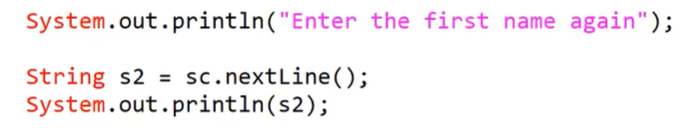 System.out.println("Enter the first name again");
String s2 = sc.nextLine();
System.out.println(s2);